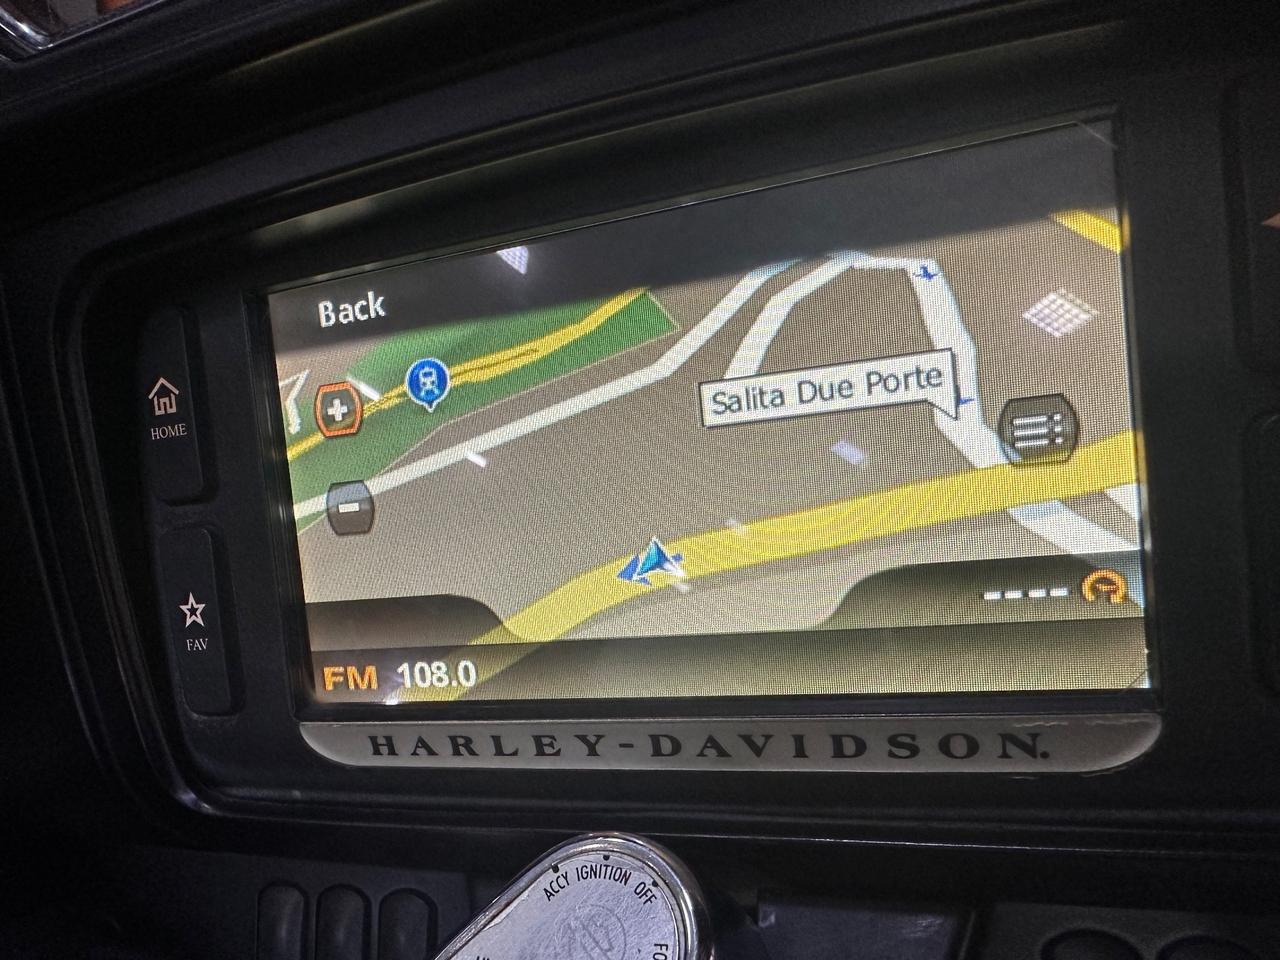 Back
HOME
Salita Due Porte
FAV
FM 108.0
HARLEY-DAVIDSON.
ACCY IGNITION OFF